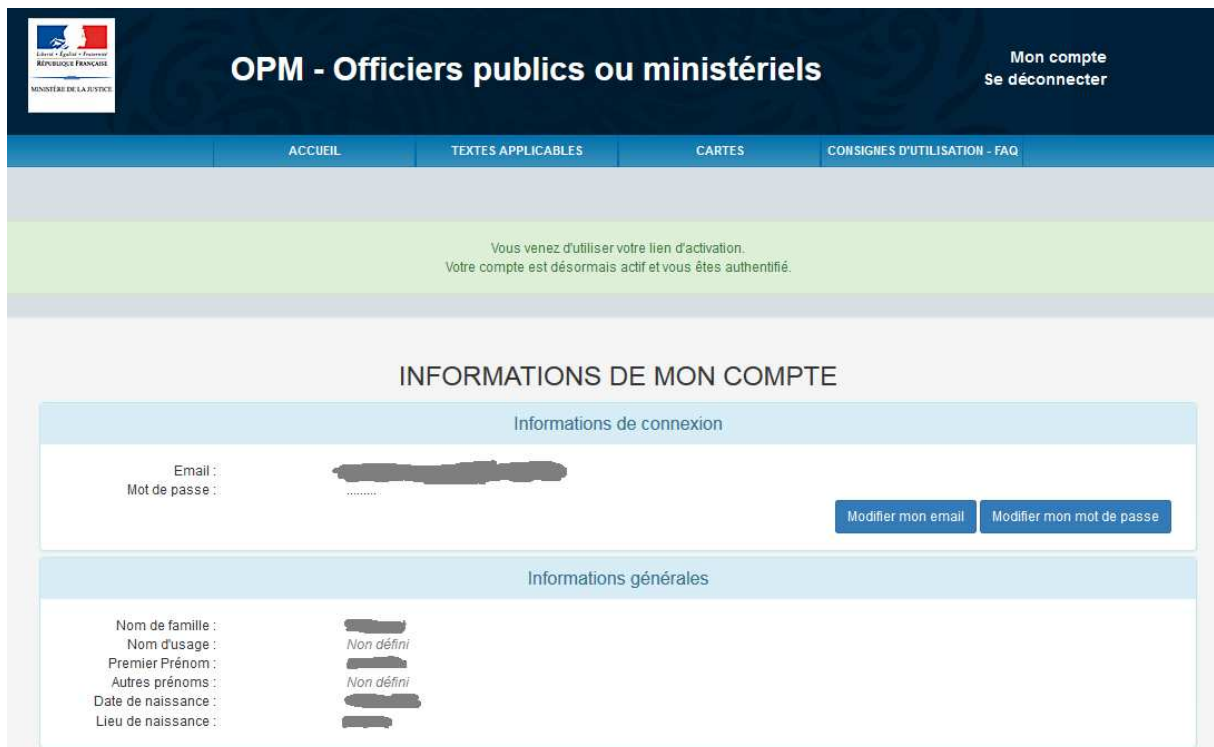 Liberté • Égalité • Fraternité
RÉPUBLIQUE FRANÇAISE
MINISTÈRE DE LA JUSTICE
OPM - Officiers publics ou ministériels
Mon compte
Se déconnecter
ACCUEIL
TEXTES APPLICABLES
CARTES
CONSIGNES D'UTILISATION - FAQ
Vous venez d'utiliser votre lien d'activation.
Votre compte est désormais actif et vous êtes authentifié.
INFORMATIONS DE MON COMPTE
Informations de connexion
Email :
Mot de passe : .........
Modifier mon email Modifier mon mot de passe
Informations générales
Nom de famille :
Nom d'usage : Non défini
Premier Prénom :
Autres prénoms : Non défini
Date de naissance :
Lieu de naissance :